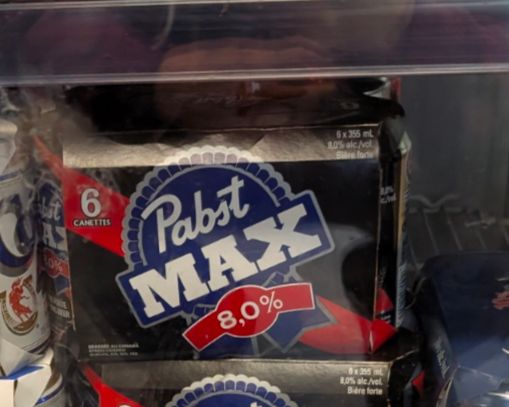 6 x 355 mL
8,0% alc./vol.
Bière forte
6
CANETTES
Pabst
MAX
8,0%
6 x 355 mL
8,0% alc./vol.
Bière forte
Pabst